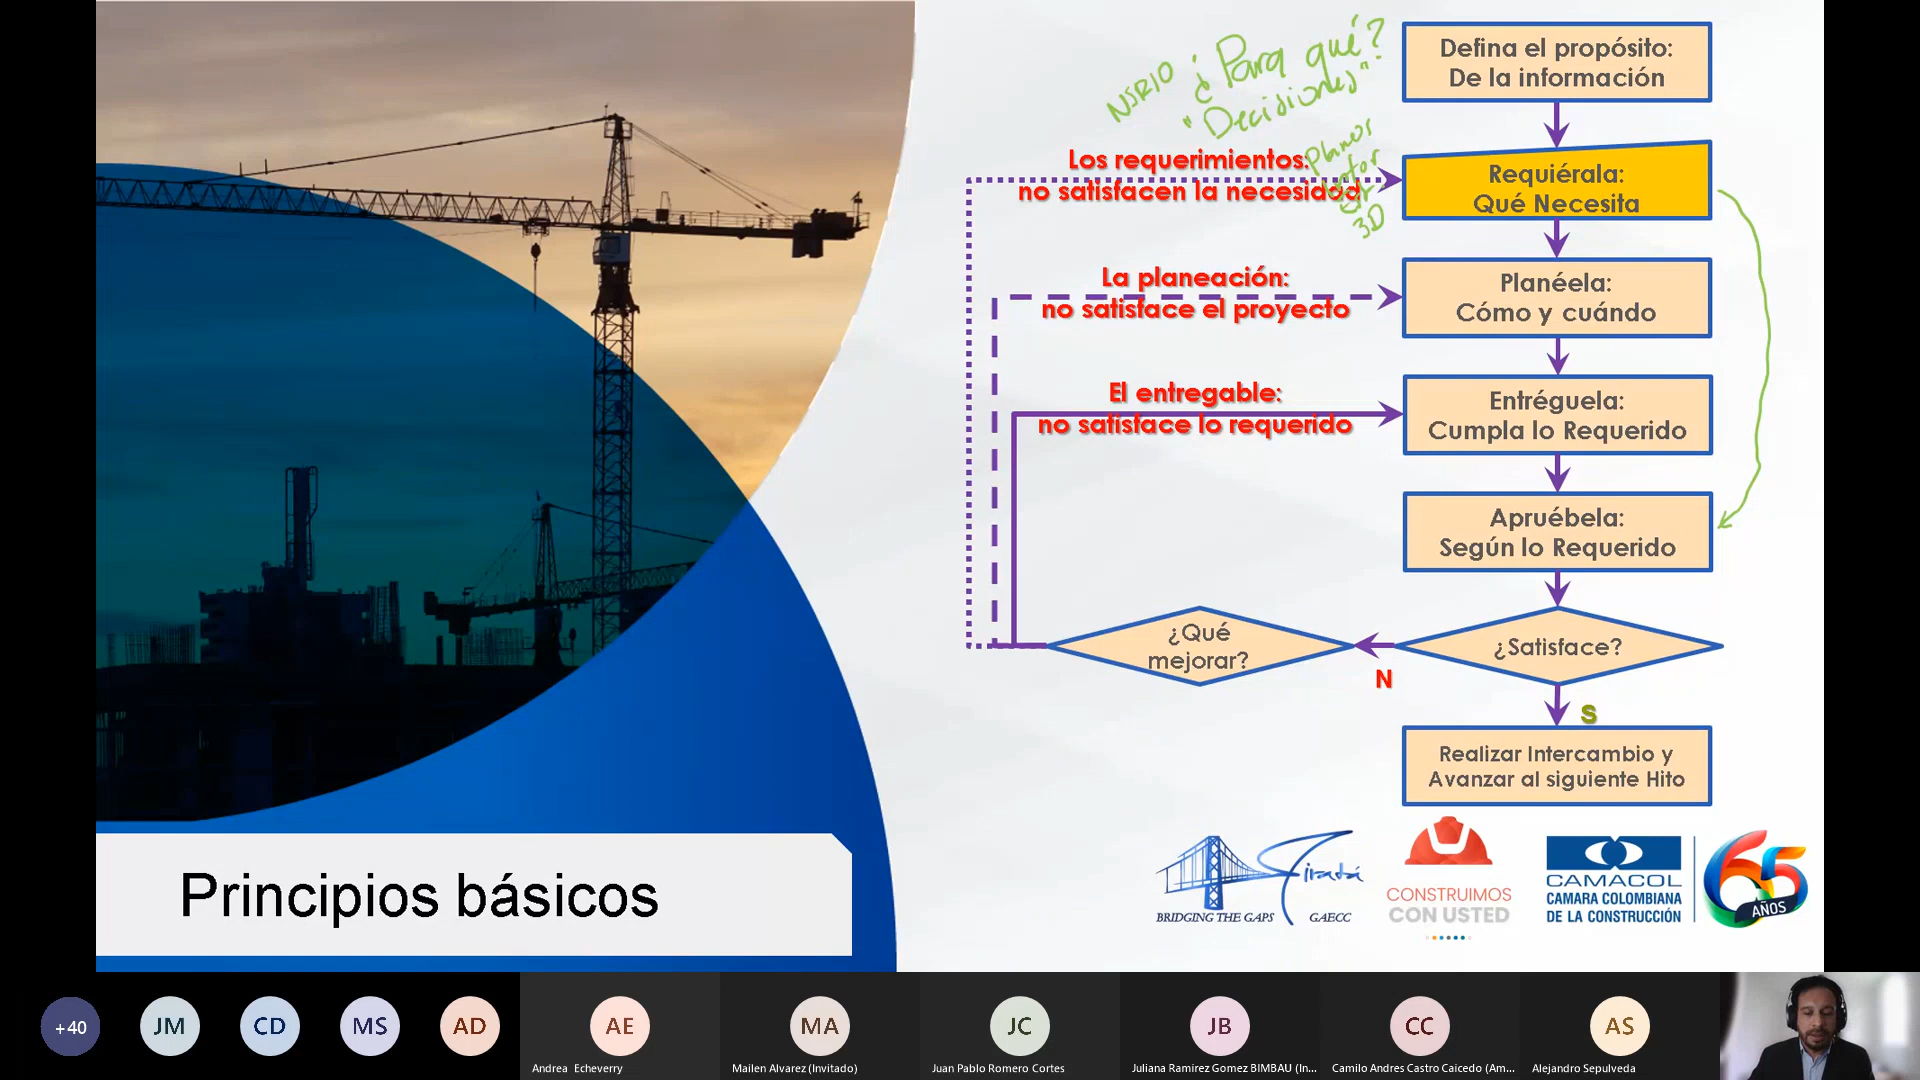 NSR10 ¿Para qué?
"Decisiones"
Planos
3D
Defina el propósito:
De la información
Los requerimientos:
no satisfacen la necesidad
Requiérala:
Qué Necesita
La planeación:
no satisface el proyecto
Planéela:
Cómo y cuándo
El entregable:
no satisface lo requerido
Entréguela:
Cumpla lo Requerido
Apruébela:
Según lo Requerido
¿Qué
mejorar?
N
¿Satisface?
S
Realizar Intercambio y
Avanzar al siguiente Hito
Principios básicos
Giratá
BRIDGING THE GAPS GAECC
CONSTRUIMOS
CON USTED
CAMACOL
CAMARA COLOMBIANA
DE LA CONSTRUCCIÓN
65
AÑOS
+40
JM
CD
MS
AD
AE
Andrea Echeverry
MA
Mailen Alvarez (Invitado)
JC
Juan Pablo Romero Cortes
JB
Juliana Ramirez Gomez BIMBAU (In...
CC
Camilo Andres Castro Caicedo (Am...
AS
Alejandro Sepulveda